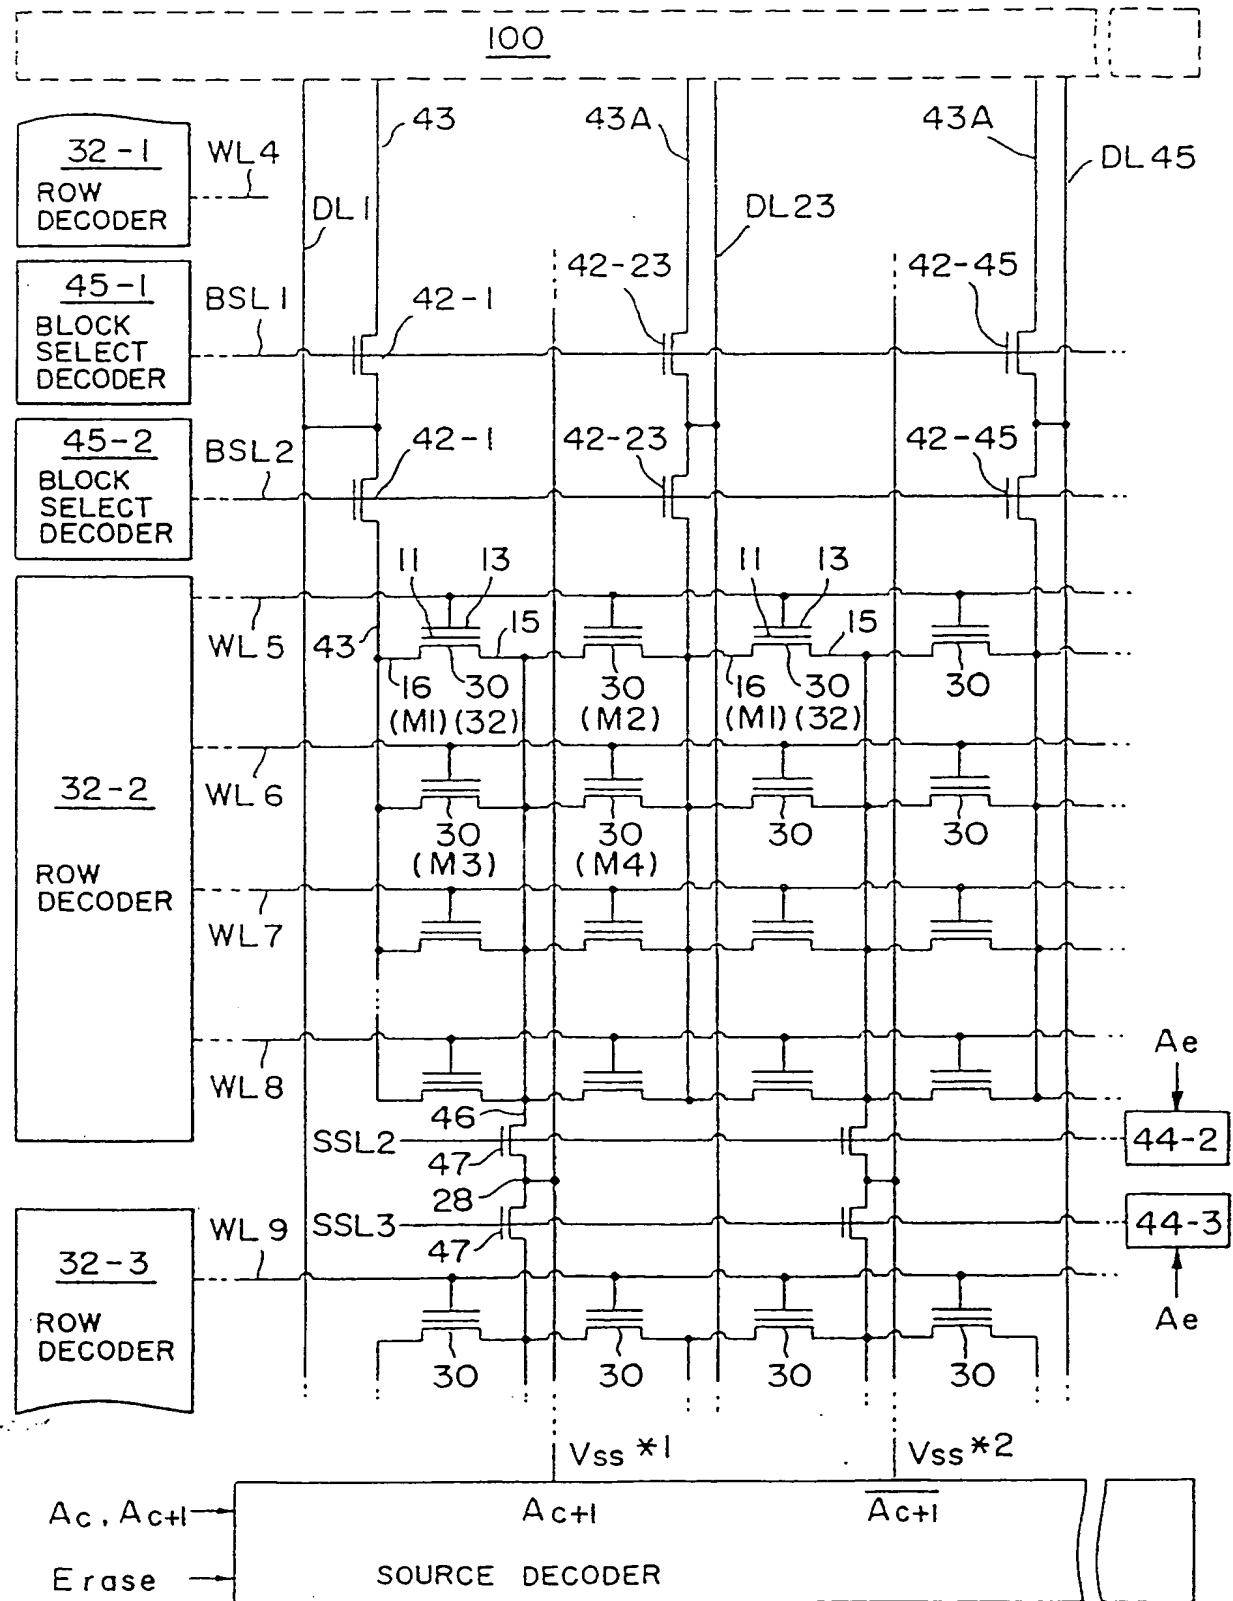 100
43
43A
43A
32-1
WL4
DL45
ROW
DECODER
DL1
DL23
45-1
BSL1
42-1
42-23
42-45
BLOCK
SELECT
DECODER
45-2
BSL2
42-1
42-23
42-45
BLOCK
SELECT
DECODER
11 13 11 13
WL5 43 15 15
16 30 30 16 30 30
(M1) (32) (M2) (M1) (32)
32-2
WL6
30 30 30 30
(M3) (M4)
ROW
DECODER
WL7
WL8
Ae
46
SSL2
47
44-2
28
SSL3
47
44-3
WL9
32-3
Ae
ROW
DECODER
30 30 30 30
Vss *1 Vss *2
Ac, Ac+1 Ac+1 A̅c̅+̅1̅
Erase SOURCE DECODER